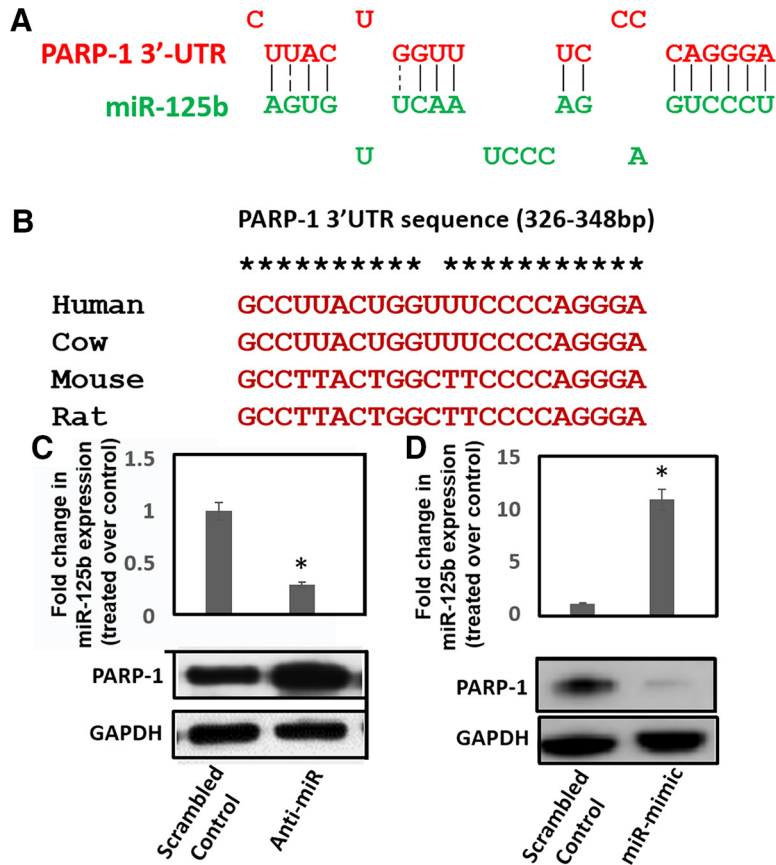 A
C U CC
PARP-1 3’-UTR UUAC GGUU UC CAGGGA
miR-125b AGUG UCAA AG GUCCCU
U UCCC A
B
PARP-1 3’UTR sequence (326-348bp)
********** ***********
Human GCCUUACUGGUUUCCCCAGGGA
Cow GCCUUACUGGUUUCCCCAGGGA
Mouse GCCTTACTGGCTTCCCCAGGGA
Rat GCCTTACTGGCTTCCCCAGGGA
C
Fold change in
miR-125b expression
(treated over control)
1.5
1
0.5
0
*
PARP-1
GAPDH
Scrambled
Control
Anti-miR
D
Fold change in
miR-125b expression
(treated over control)
15
10
5
0
*
PARP-1
GAPDH
Scrambled
Control
miR-mimic